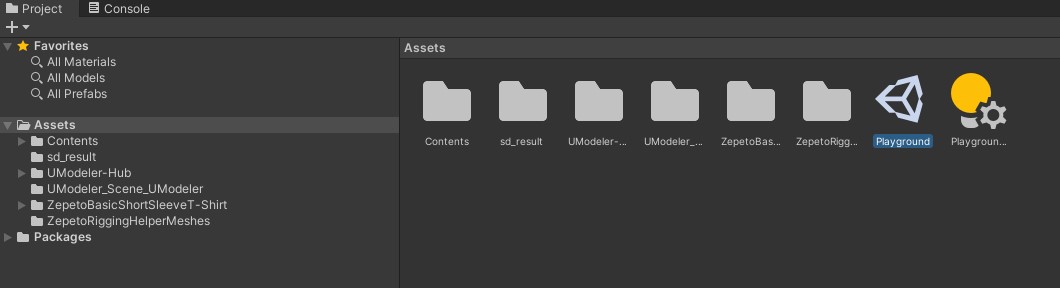 Project
Console
Favorites
All Materials
All Models
All Prefabs
Assets
Contents
sd_result
UModeler-Hub
UModeler_Scene_UModeler
ZepetoBasicShortSleeveT-Shirt
ZepetoRiggingHelperMeshes
Packages
Assets
Contents
sd_result
UModeler-...
UModeler_...
ZepetoBas...
ZepetoRigg...
Playground
Playgroun...